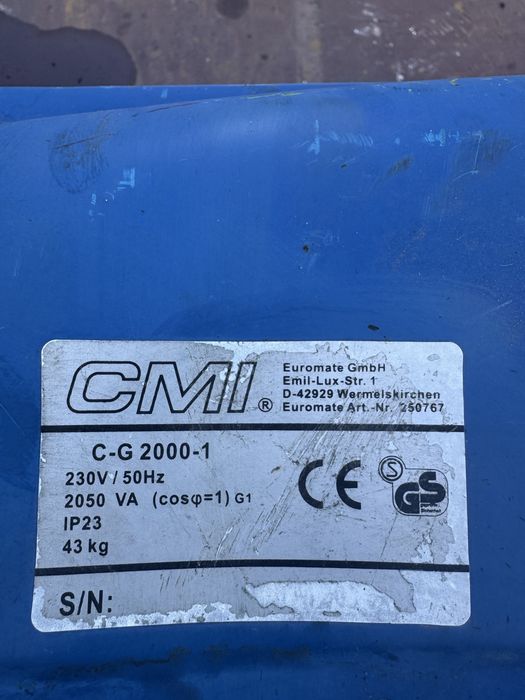 CMI ®
Euromate GmbH
Emil-Lux-Str. 1
D-42929 Wermelskirchen
Euromate Art.-Nr. 250767
C-G 2000-1
230V / 50Hz
2050 VA (cosφ=1) G1
IP23
43 kg
CE
S
GS
S/N: